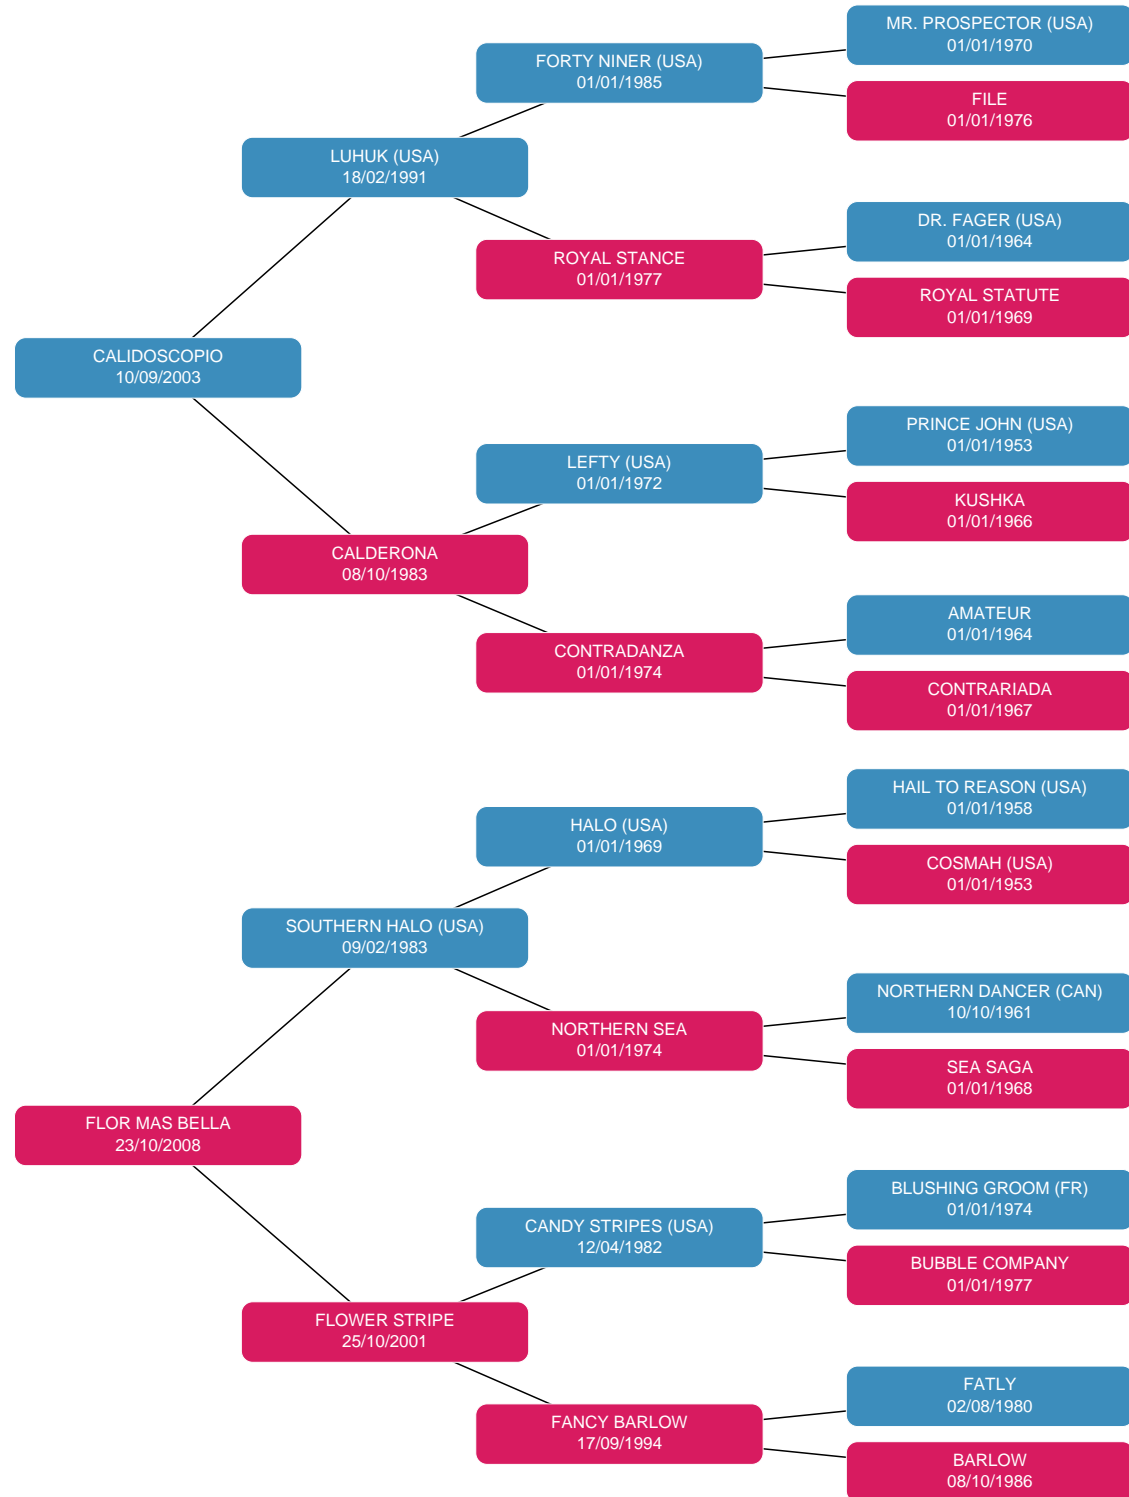 MR. PROSPECTOR (USA)
01/01/1970
FORTY NINER (USA)
01/01/1985
FILE
01/01/1976
LUHUK (USA)
18/02/1991
DR. FAGER (USA)
01/01/1964
ROYAL STANCE
01/01/1977
ROYAL STATUTE
01/01/1969
CALIDOSCOPIO
10/09/2003
PRINCE JOHN (USA)
01/01/1953
LEFTY (USA)
01/01/1972
KUSHKA
01/01/1966
CALDERONA
08/10/1983
AMATEUR
01/01/1964
CONTRADANZA
01/01/1974
CONTRARIADA
01/01/1967
HAIL TO REASON (USA)
01/01/1958
HALO (USA)
01/01/1969
COSMAH (USA)
01/01/1953
SOUTHERN HALO (USA)
09/02/1983
NORTHERN DANCER (CAN)
10/10/1961
NORTHERN SEA
01/01/1974
SEA SAGA
01/01/1968
FLOR MAS BELLA
23/10/2008
BLUSHING GROOM (FR)
01/01/1974
CANDY STRIPES (USA)
12/04/1982
BUBBLE COMPANY
01/01/1977
FLOWER STRIPE
25/10/2001
FATLY
02/08/1980
FANCY BARLOW
17/09/1994
BARLOW
08/10/1986